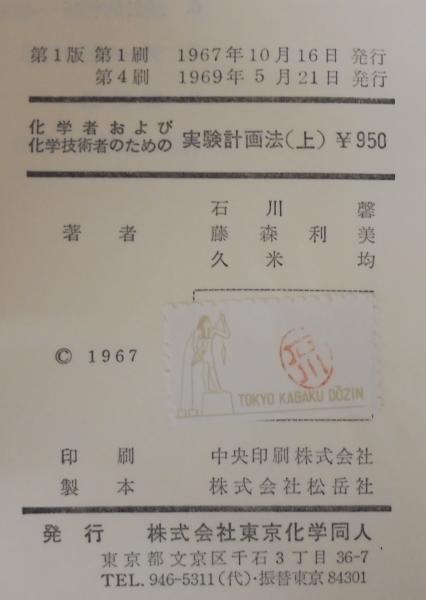 第1版 第1刷 1967年10月16日 発行
第4刷 1969年5月21日 発行
化学者および
化学技術者のための 実験計画法(上) ¥950
石川馨
著者 藤森利美
久米均
© 1967
石川
TOKYO KAGAKU DŌZIN
印刷 中央印刷株式会社
製本 株式会社松岳社
発行 株式会社東京化学同人
東京都文京区千石3丁目36-7
TEL. 946-5311(代)・振替東京84301